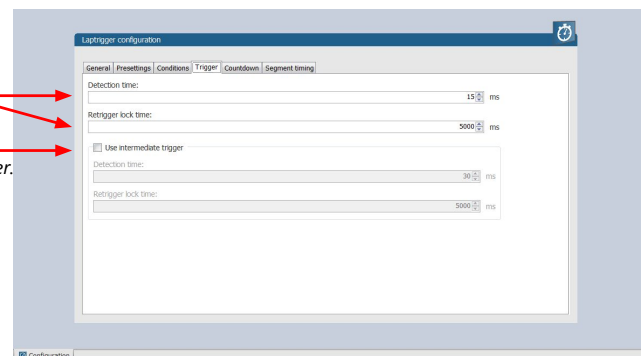 Laptrigger configuration
General Presettings Conditions Trigger Countdown Segment timing
Detection time:
15 ms
Retrigger lock time:
5000 ms
Use intermediate trigger
er.
Detection time:
30 ms
Retrigger lock time:
5000 ms
Configuration